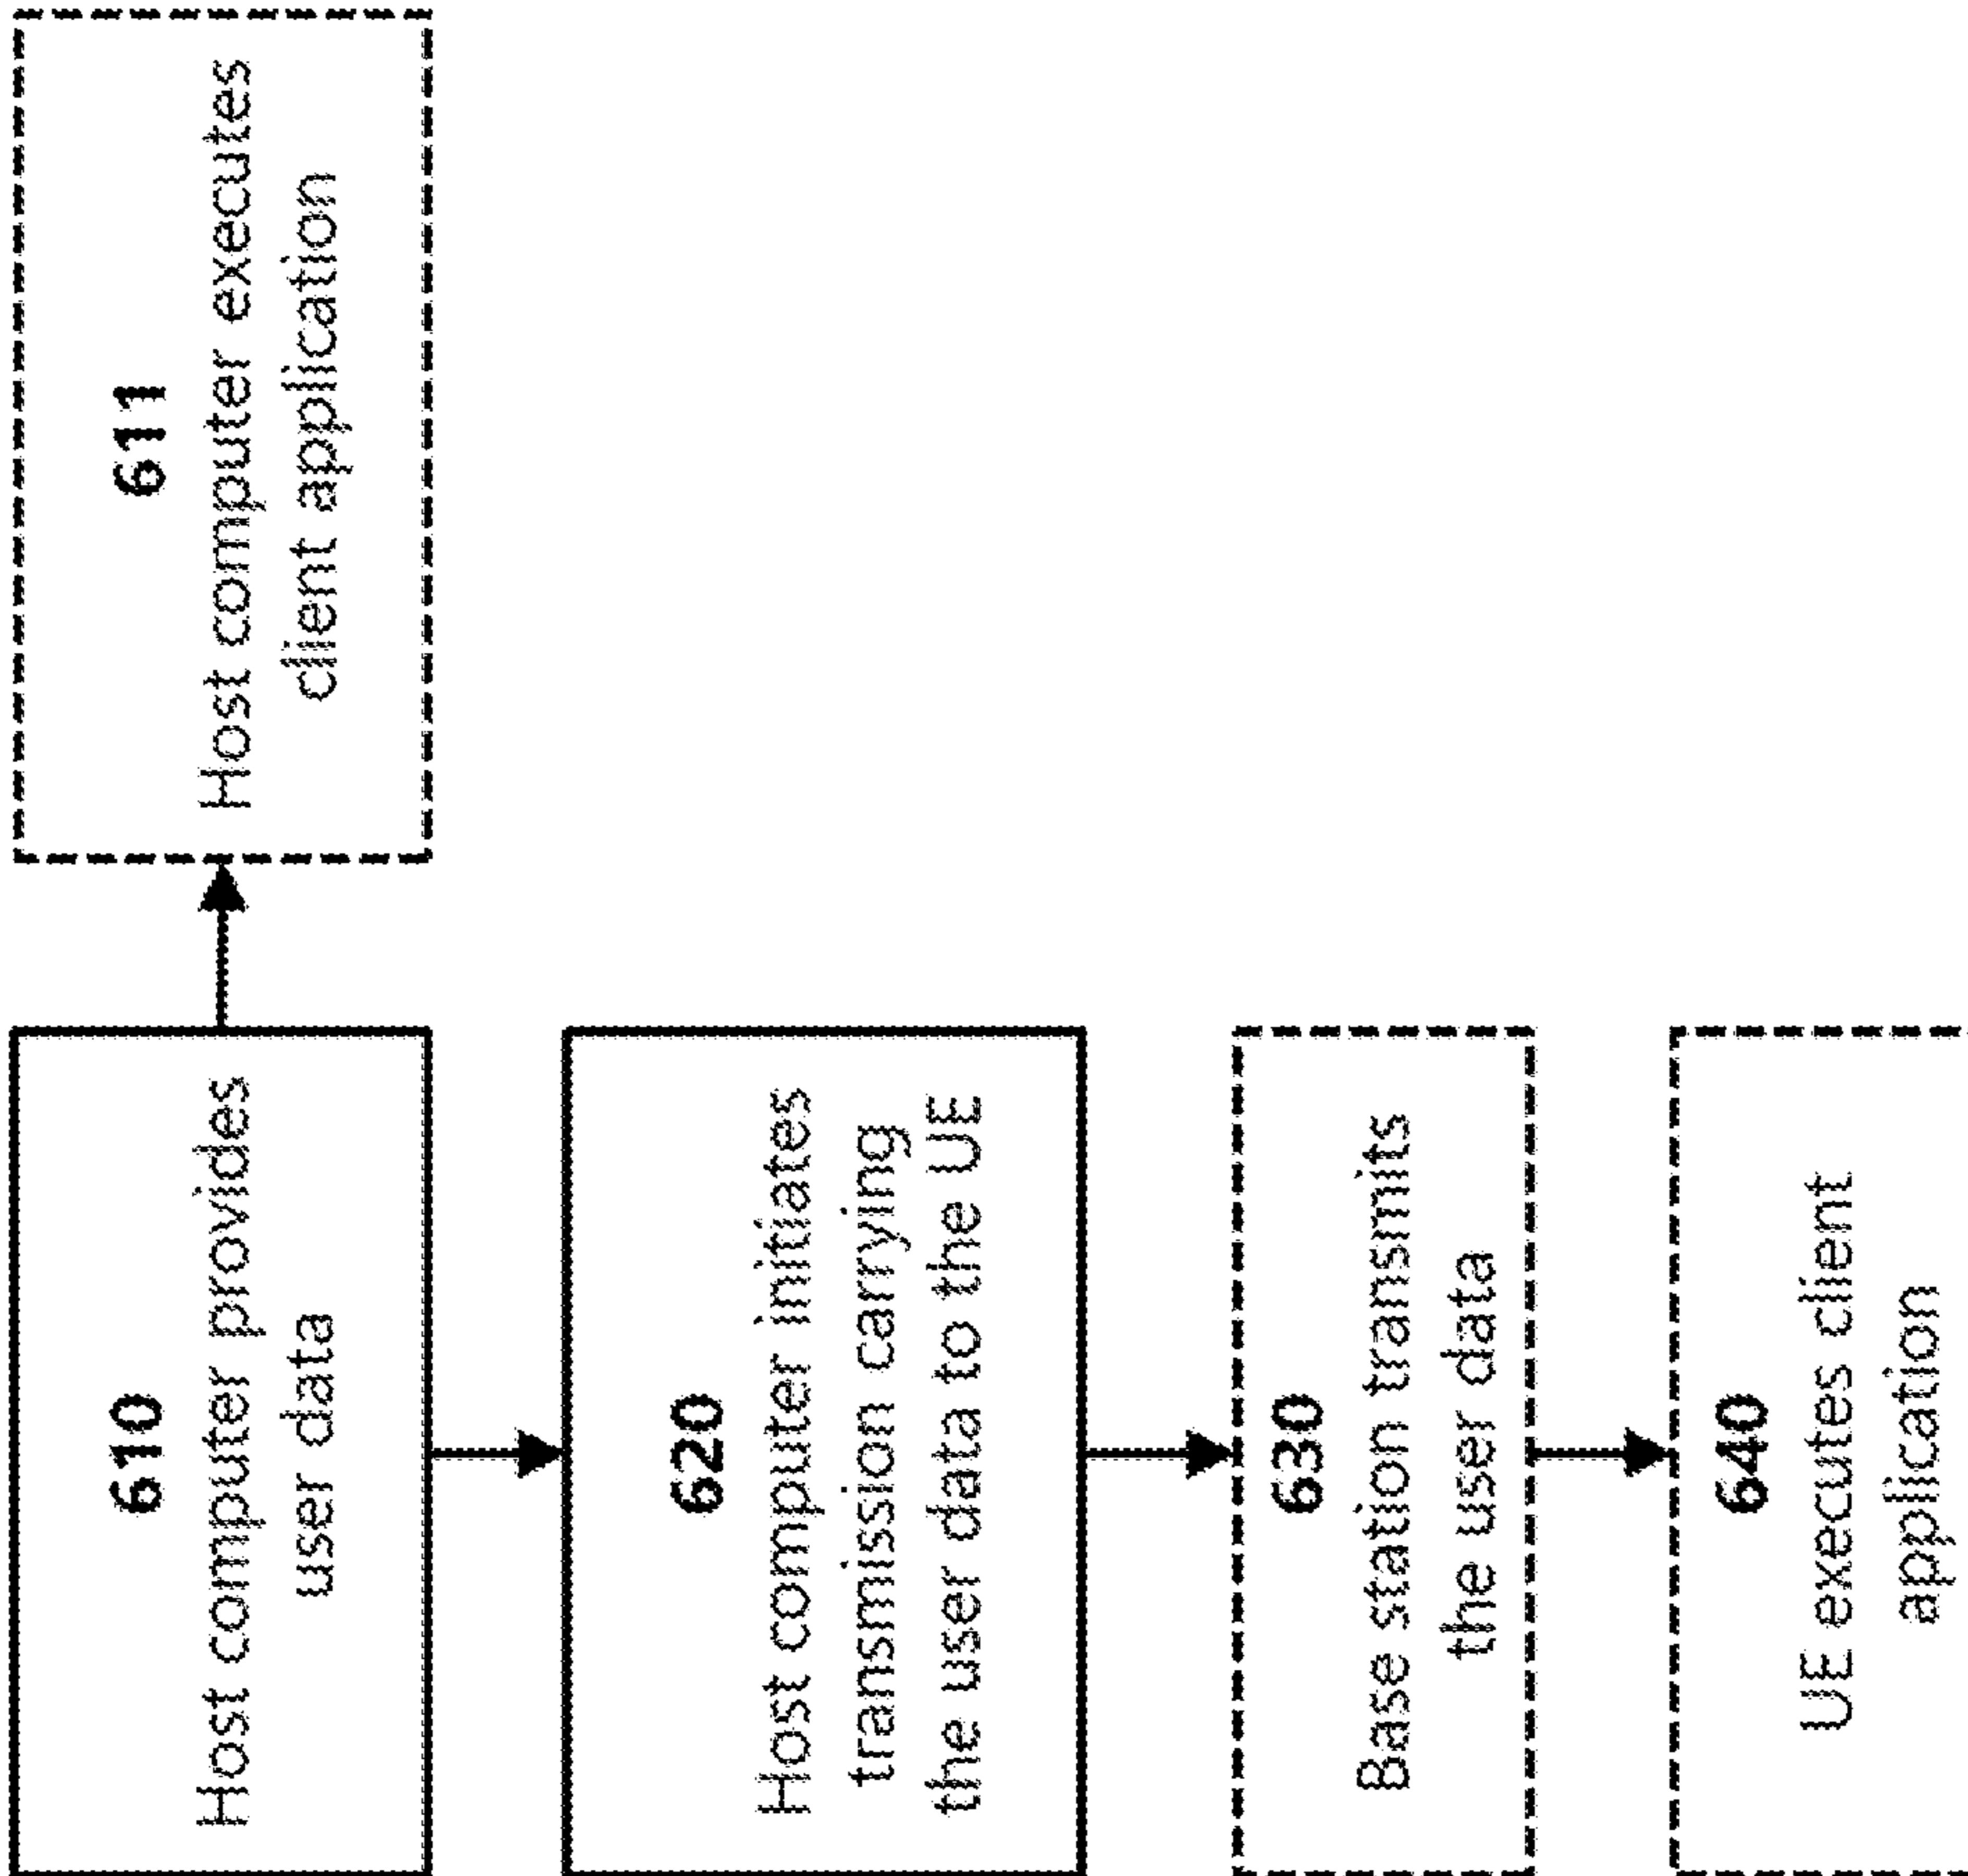 610
Host computer provides
user data
611
Host computer executes
client application
620
Host computer initiates
transmission carrying
the user data to the UE
630
Base station transmits
the user data
640
UE executes client
application